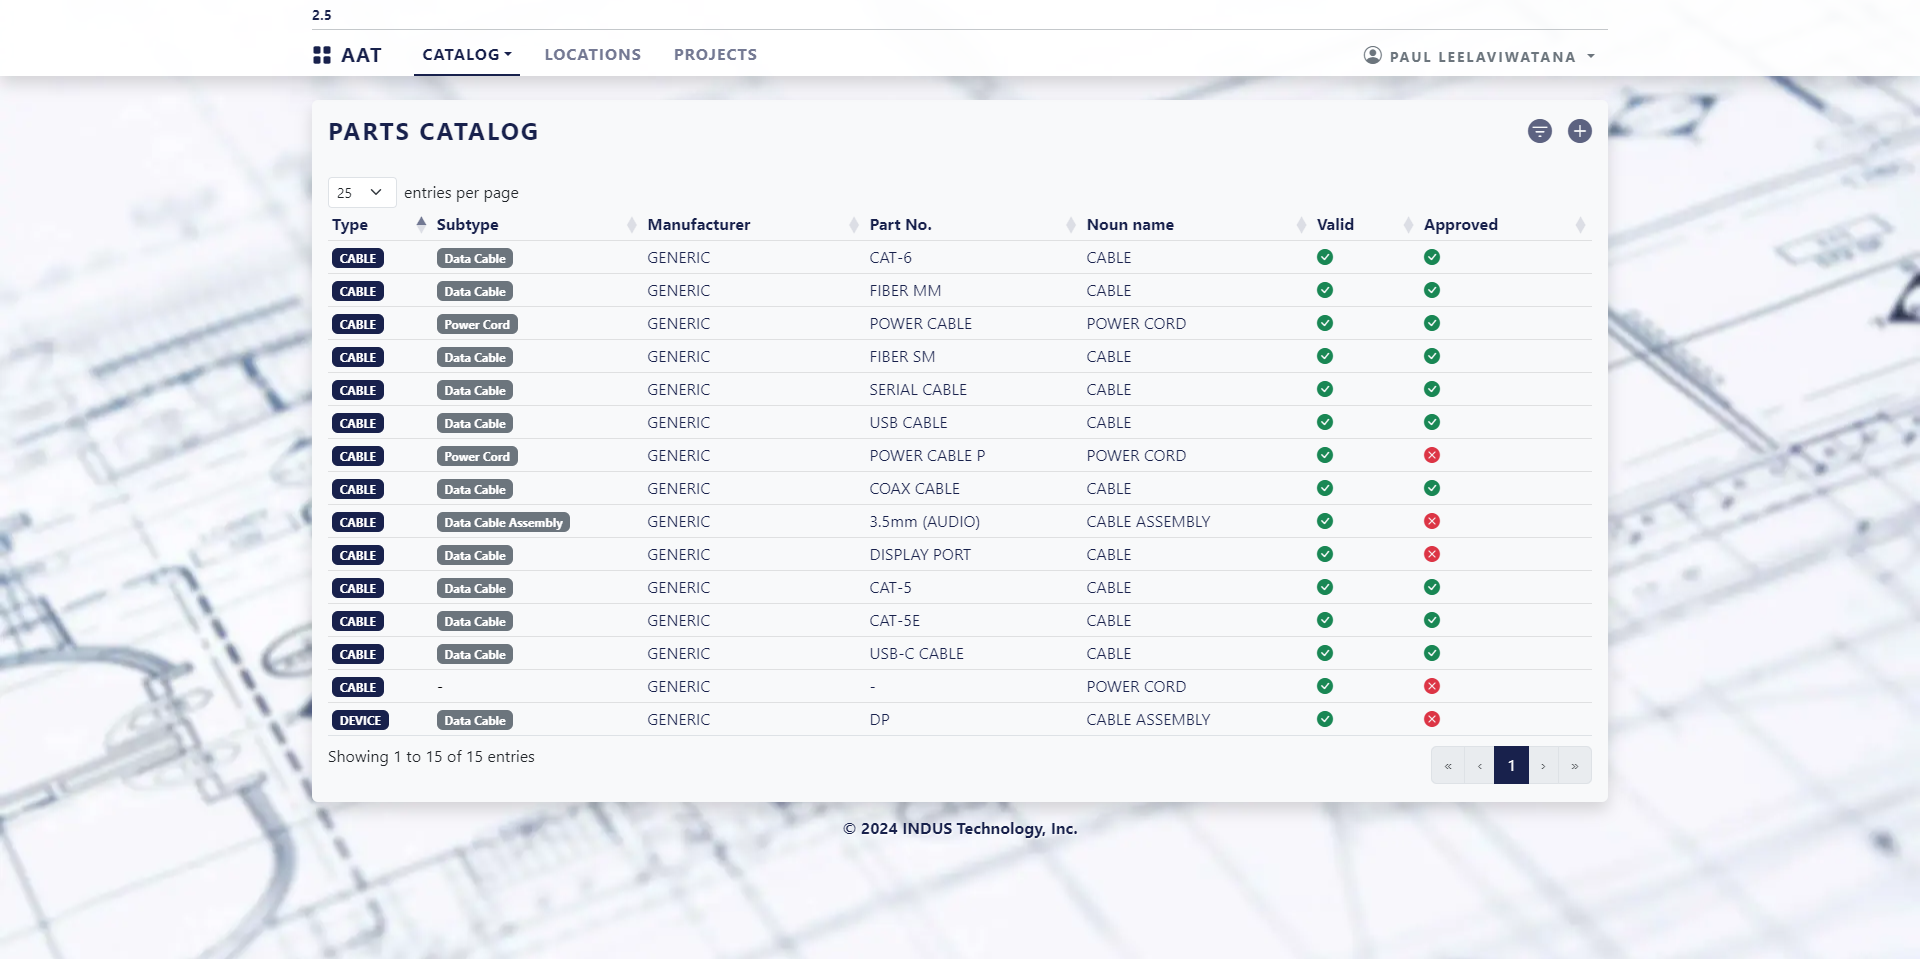 2.5
AAT CATALOG LOCATIONS PROJECTS PAUL LEELAVIWATANA
PARTS CATALOG
25 entries per page
Type Subtype Manufacturer Part No. Noun name Valid Approved
CABLE Data Cable GENERIC CAT-6 CABLE
CABLE Data Cable GENERIC FIBER MM CABLE
CABLE Power Cord GENERIC POWER CABLE POWER CORD
CABLE Data Cable GENERIC FIBER SM CABLE
CABLE Data Cable GENERIC SERIAL CABLE CABLE
CABLE Data Cable GENERIC USB CABLE CABLE
CABLE Power Cord GENERIC POWER CABLE P POWER CORD
CABLE Data Cable GENERIC COAX CABLE CABLE
CABLE Data Cable Assembly GENERIC 3.5mm (AUDIO) CABLE ASSEMBLY
CABLE Data Cable GENERIC DISPLAY PORT CABLE
CABLE Data Cable GENERIC CAT-5 CABLE
CABLE Data Cable GENERIC CAT-5E CABLE
CABLE Data Cable GENERIC USB-C CABLE CABLE
CABLE - GENERIC - POWER CORD
DEVICE Data Cable GENERIC DP CABLE ASSEMBLY
Showing 1 to 15 of 15 entries « ‹ 1 › »
© 2024 INDUS Technology, Inc.